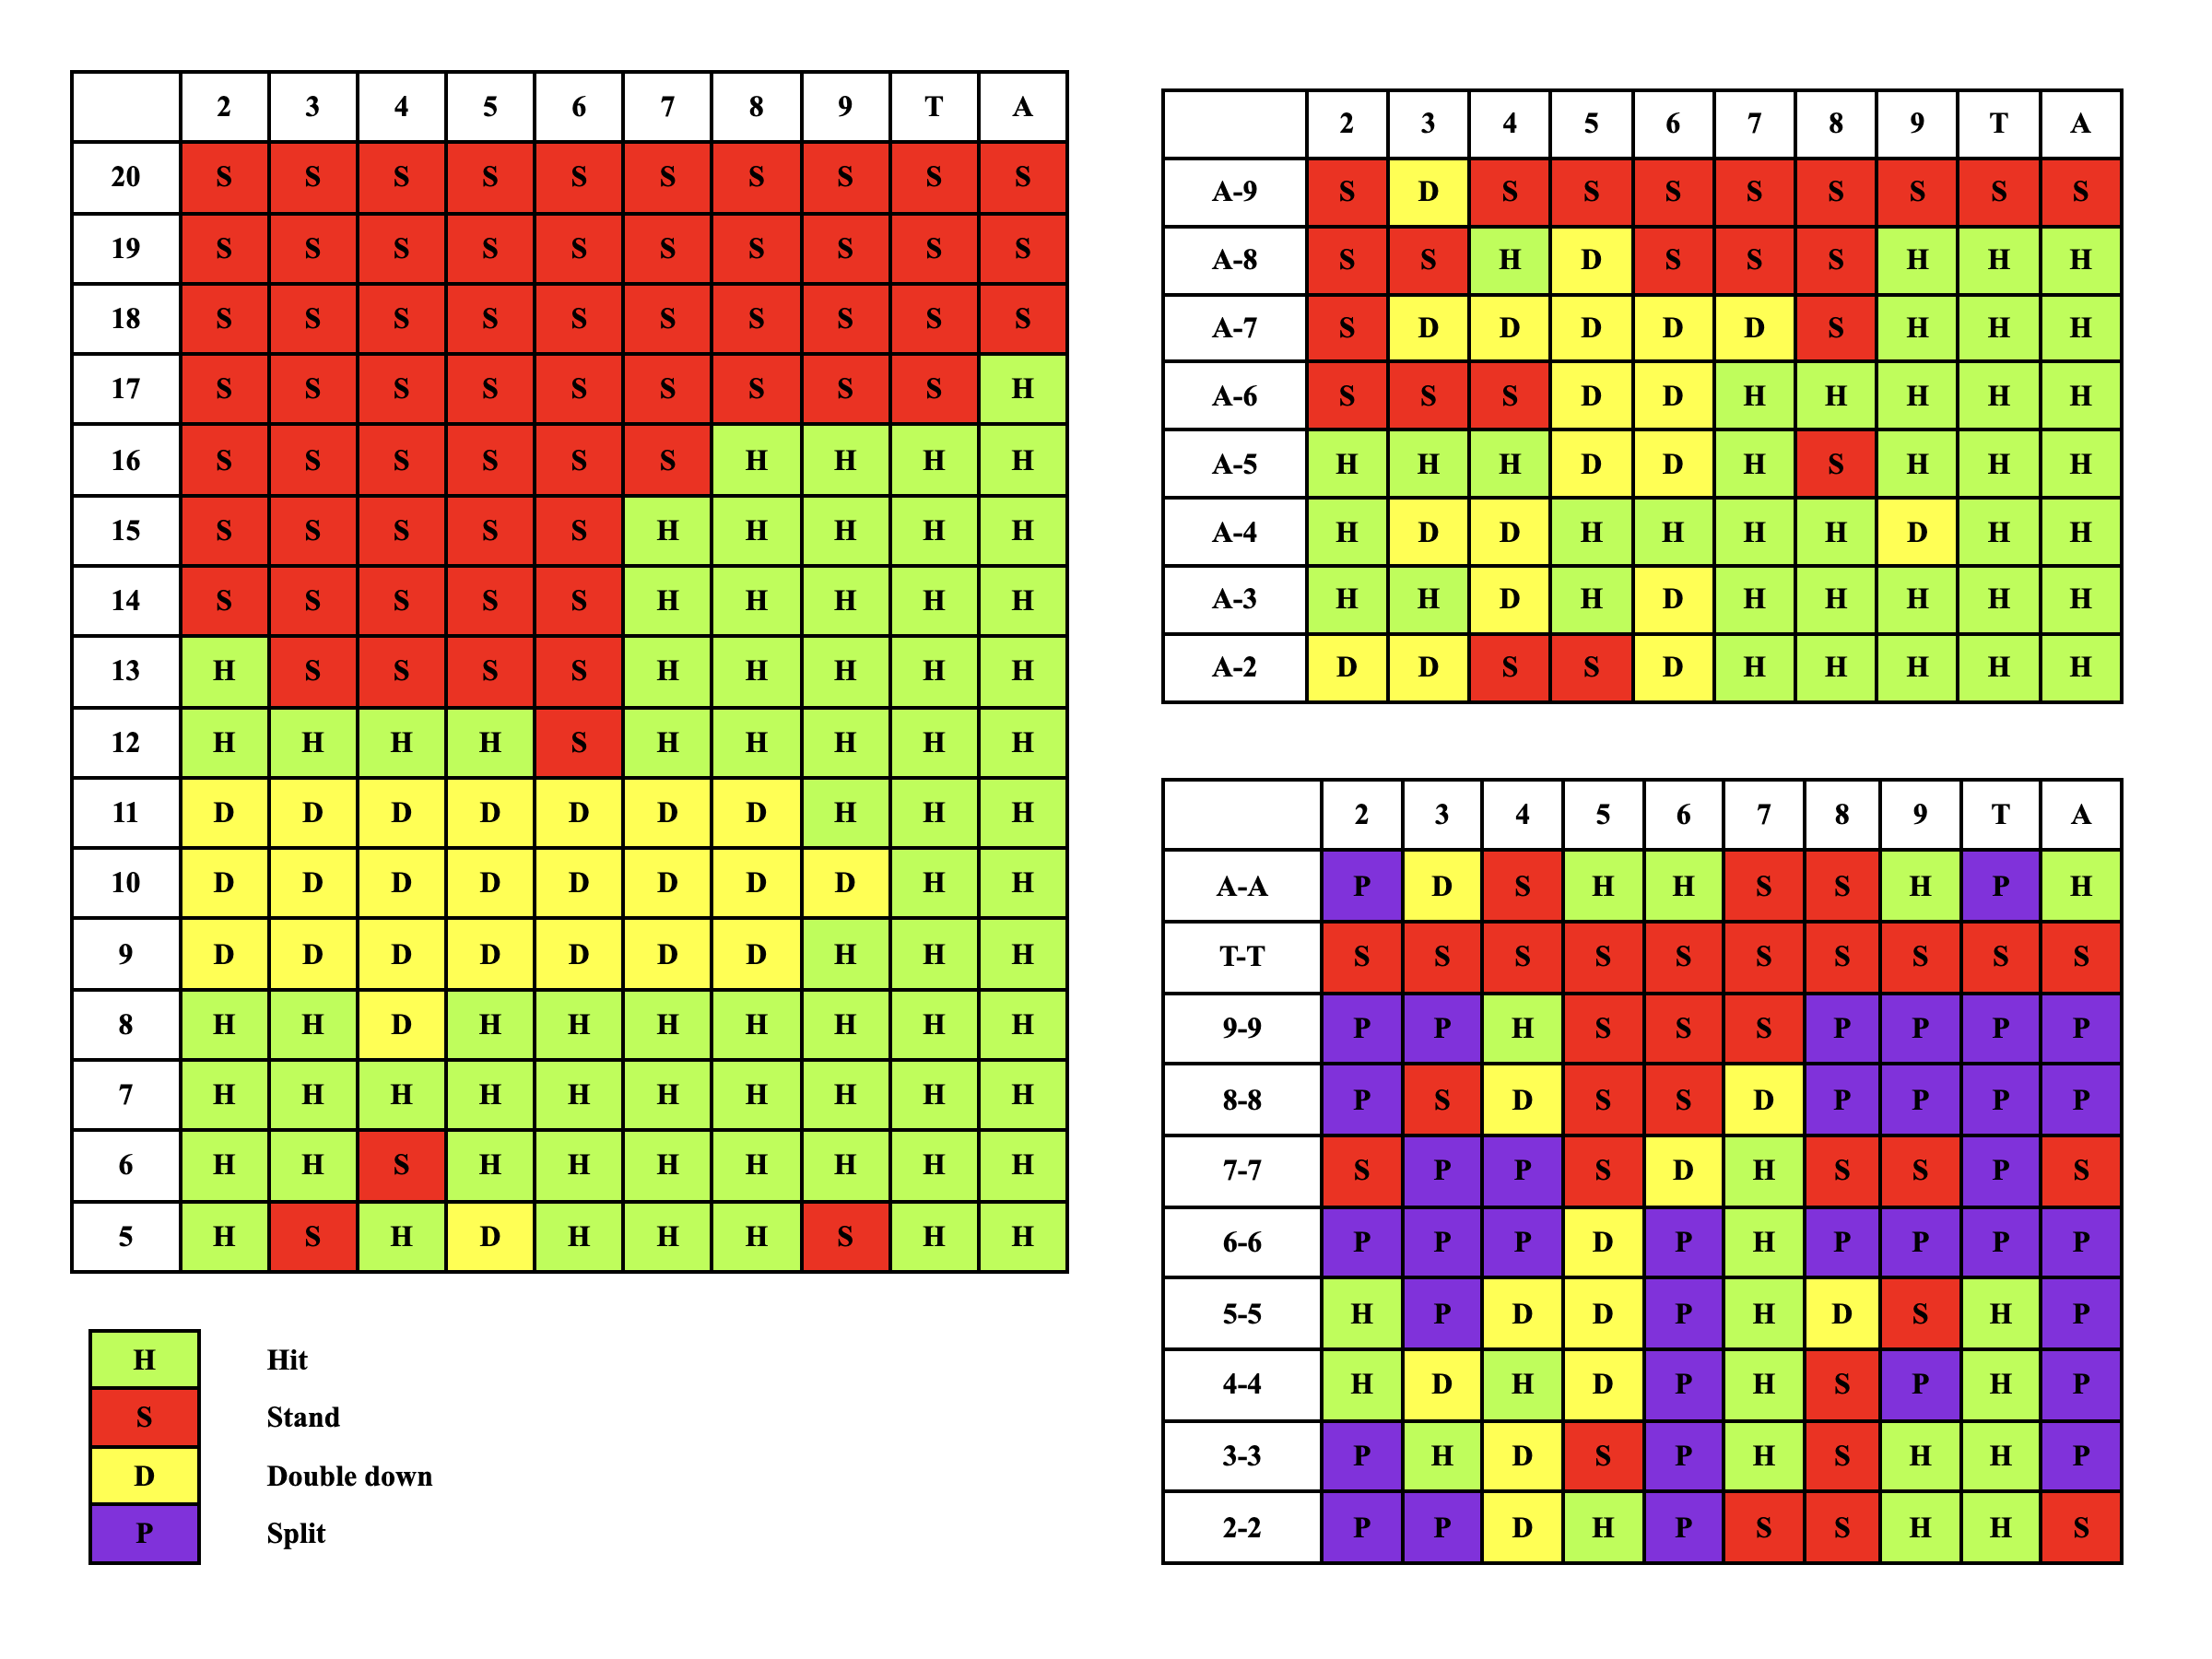 2 3 4 5 6 7 8 9 T A
20 S S S S S S S S S S
19 S S S S S S S S S S
18 S S S S S S S S S S
17 S S S S S S S S S H
16 S S S S S S H H H H
15 S S S S S H H H H H
14 S S S S S H H H H H
13 H S S S S H H H H H
12 H H H H S H H H H H
11 D D D D D D D H H H
10 D D D D D D D D H H
9 D D D D D D D H H H
8 H H D H H H H H H H
7 H H H H H H H H H H
6 H H S H H H H H H H
5 H S H D H H H S H H
H Hit
S Stand
D Double down
P Split
2 3 4 5 6 7 8 9 T A
A-9 S D S S S S S S S S
A-8 S S H D S S S H H H
A-7 S D D D D D S H H H
A-6 S S S D D H H H H H
A-5 H H H D D H S H H H
A-4 H D D H H H H D H H
A-3 H H D H D H H H H H
A-2 D D S S D H H H H H
2 3 4 5 6 7 8 9 T A
A-A P D S H H S S H P H
T-T S S S S S S S S S S
9-9 P P H S S S P P P P
8-8 P S D S S D P P P P
7-7 S P P S D H S S P S
6-6 P P P D P H P P P P
5-5 H P D D P H D S H P
4-4 H D H D P H S P H P
3-3 P H D S P H S H H P
2-2 P P D H P S S H H S